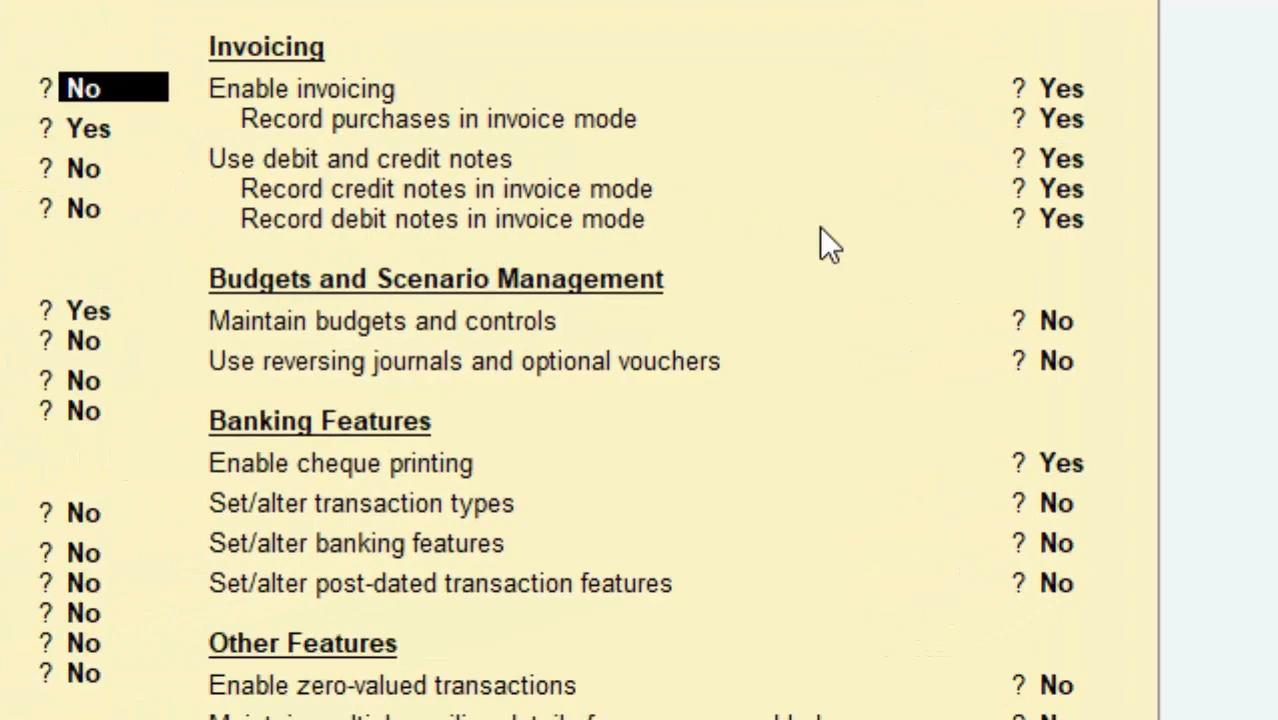 Invoicing
? No
Enable invoicing ? Yes
Record purchases in invoice mode ? Yes
? Yes
Use debit and credit notes ? Yes
? No
Record credit notes in invoice mode ? Yes
? No
Record debit notes in invoice mode ? Yes
Budgets and Scenario Management
? Yes
Maintain budgets and controls ? No
? No
Use reversing journals and optional vouchers ? No
? No
? No
Banking Features
Enable cheque printing ? Yes
? No
Set/alter transaction types ? No
? No
Set/alter banking features ? No
? No
Set/alter post-dated transaction features ? No
? No
? No
Other Features
? No
Enable zero-valued transactions ? No